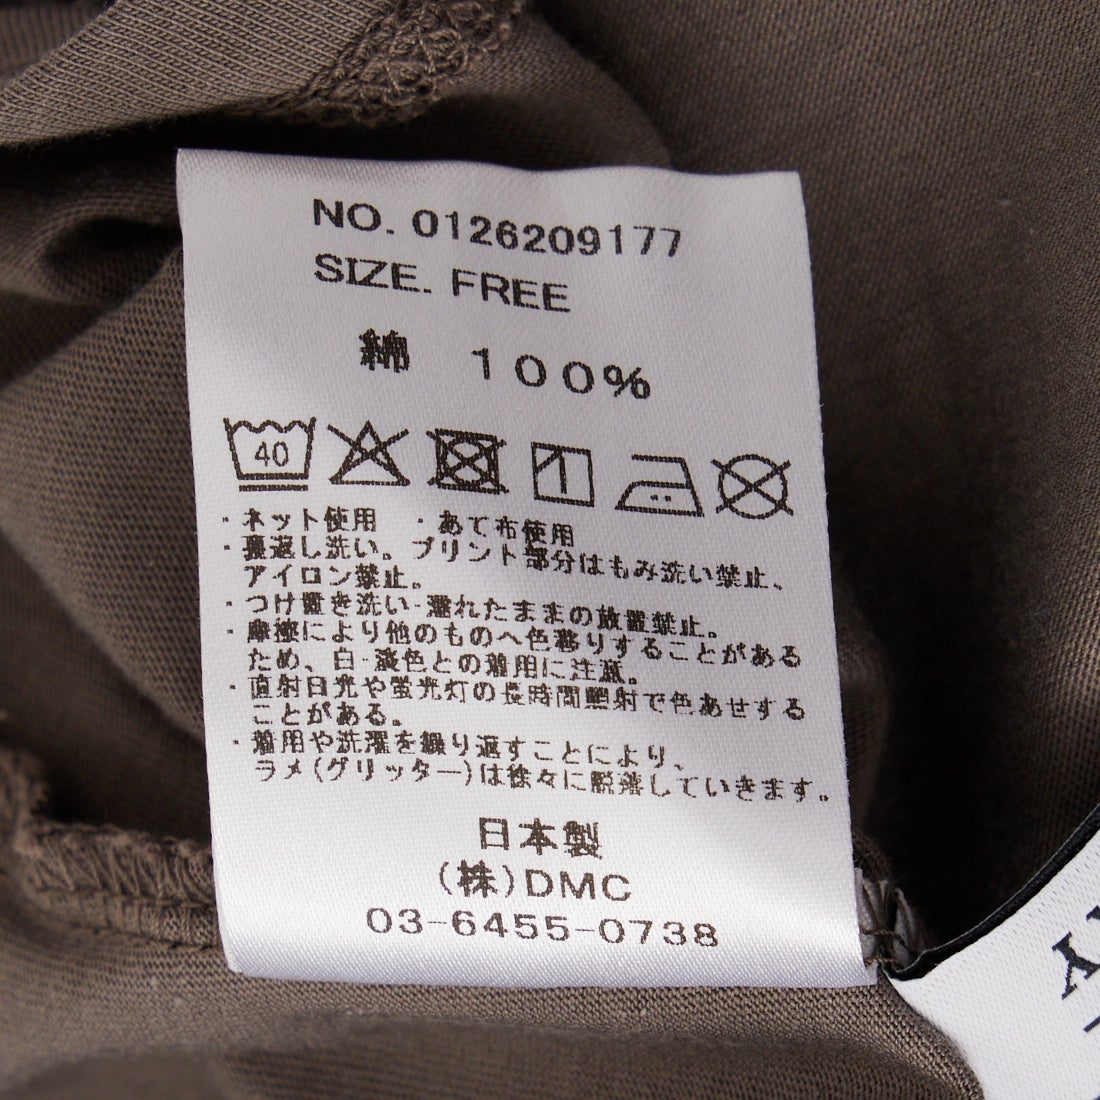 NO. 0126209177
SIZE. FREE
綿 100%
40
・ネット使用 ・あて布使用
・裏返し洗い。プリント部分はもみ洗い禁止、
アイロン禁止。
・つけ置き洗い・濡れたままの放置禁止。
・摩擦により他のものへ色移りすることがある
ため、白・淡色との着用に注意。
・直射日光や蛍光灯の長時間照射で色あせする
ことがある。
・着用や洗濯を繰り返すことにより、
ラメ(グリッター)は徐々に脱落していきます。
日本製
(株)DMC
03-6455-0738